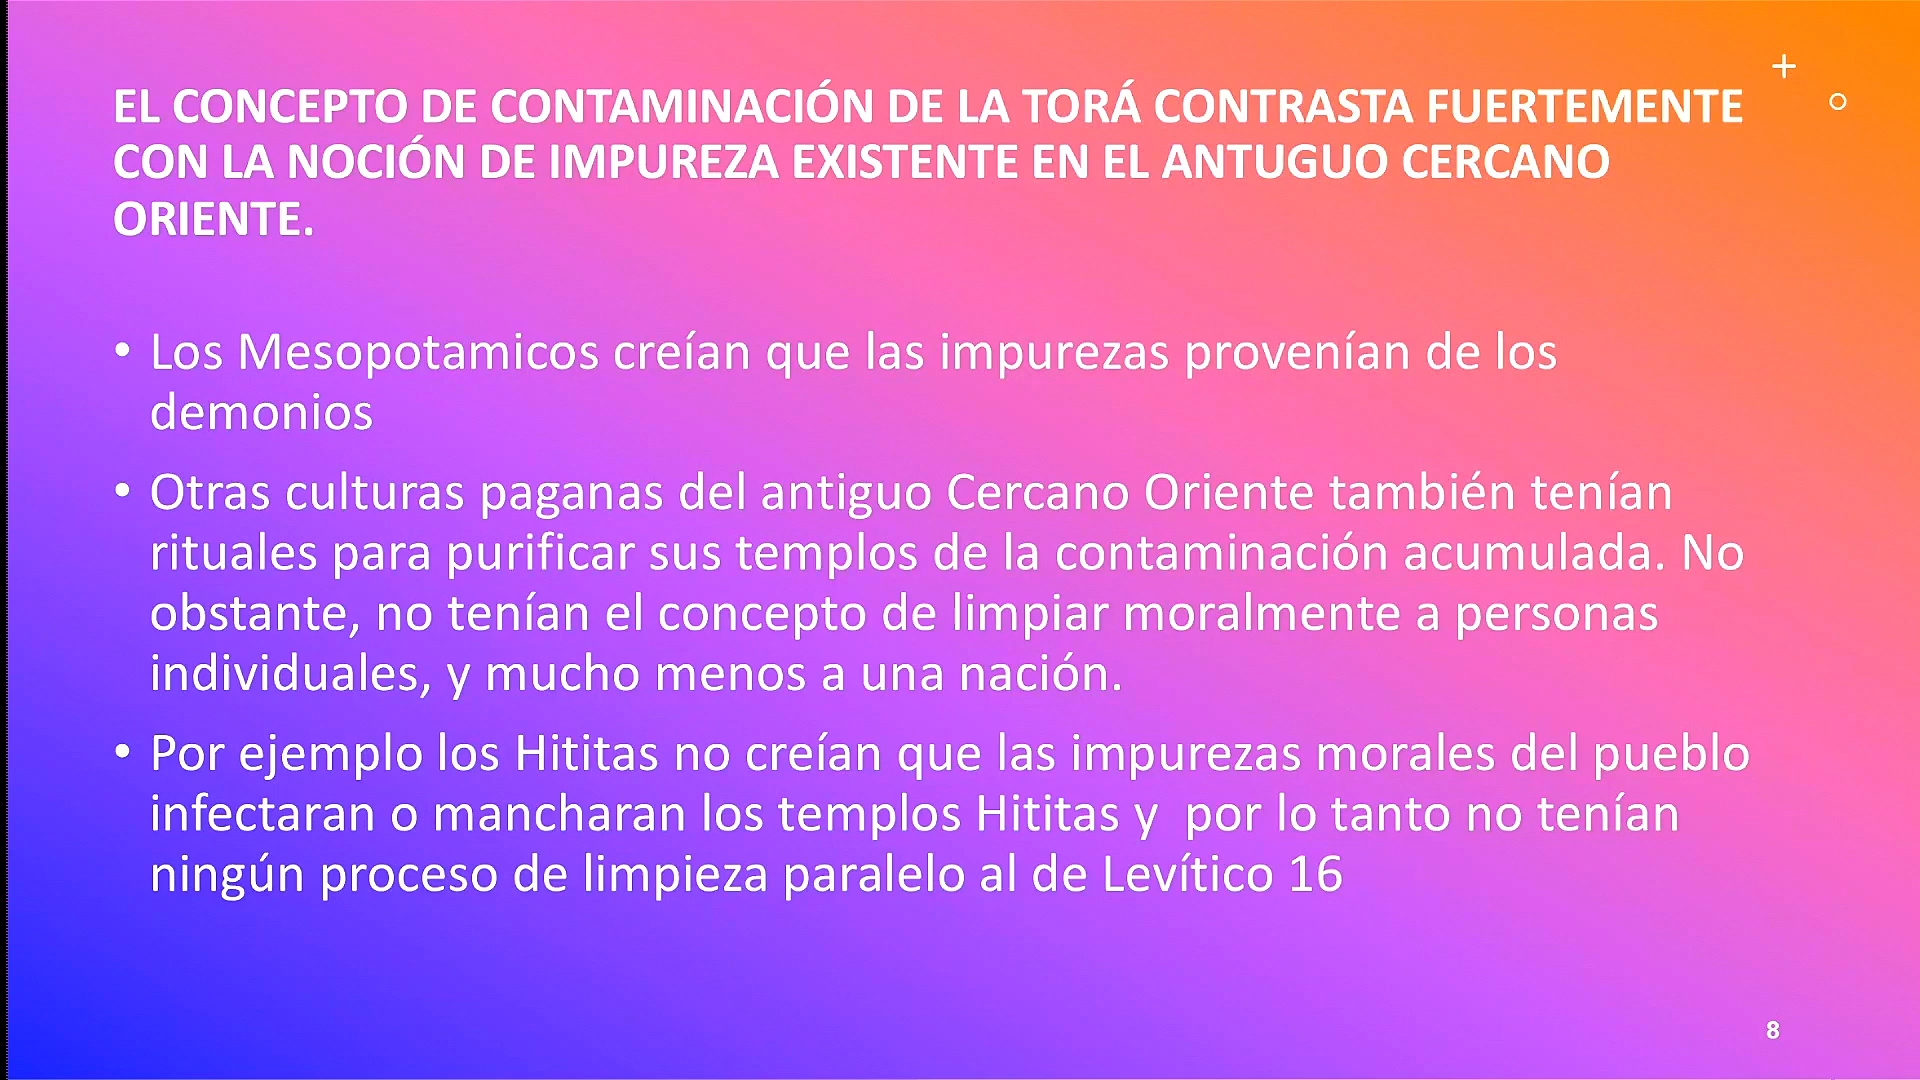 EL CONCEPTO DE CONTAMINACIÓN DE LA TORÁ CONTRASTA FUERTEMENTE
CON LA NOCIÓN DE IMPUREZA EXISTENTE EN EL ANTUGUO CERCANO
ORIENTE.
• Los Mesopotamicos creían que las impurezas provenían de los
demonios
• Otras culturas paganas del antiguo Cercano Oriente también tenían
rituales para purificar sus templos de la contaminación acumulada. No
obstante, no tenían el concepto de limpiar moralmente a personas
individuales, y mucho menos a una nación.
• Por ejemplo los Hititas no creían que las impurezas morales del pueblo
infectaran o mancharan los templos Hititas y  por lo tanto no tenían
ningún proceso de limpieza paralelo al de Levítico 16
8